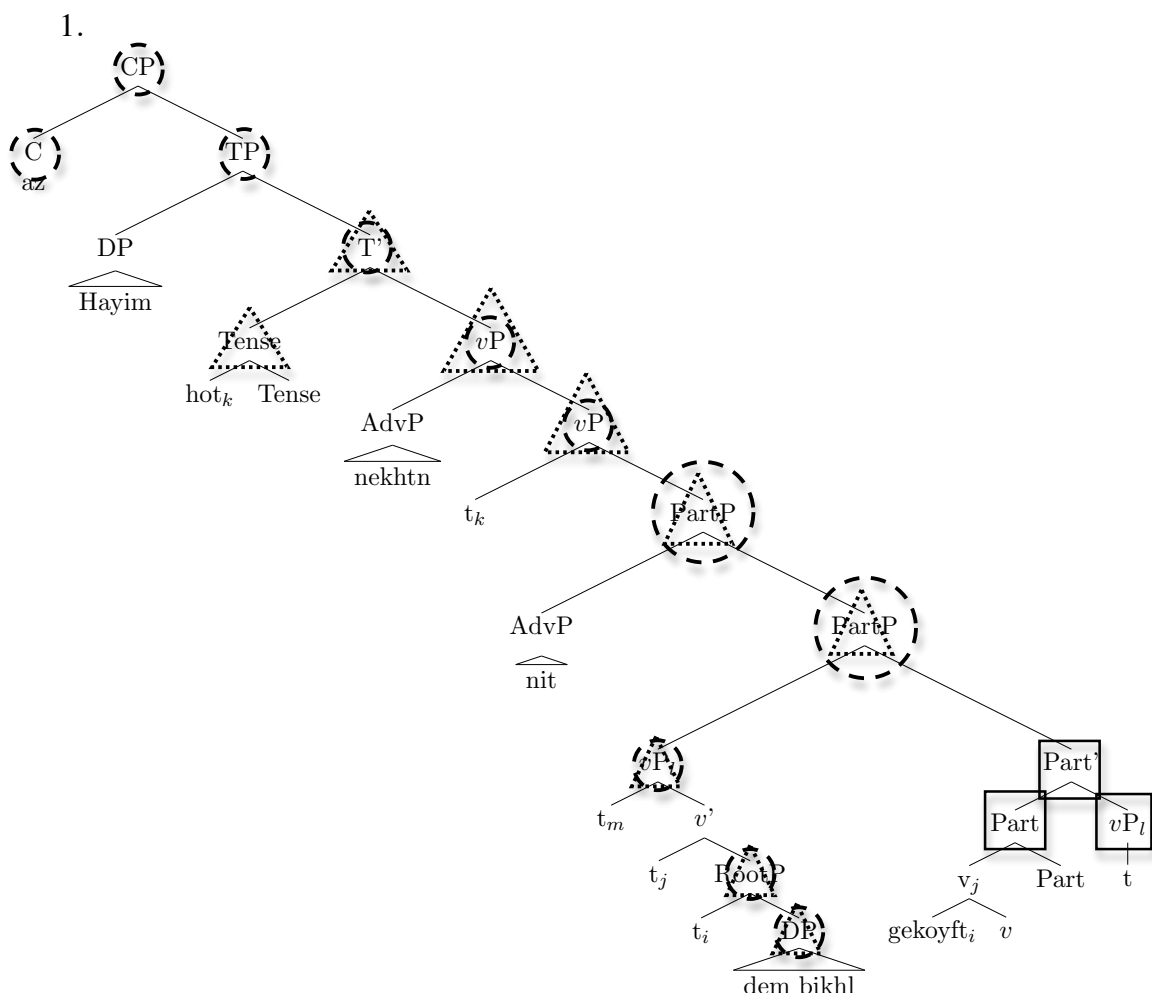 1.
CP
C TP
az
DP T'
Hayim
Tense vP
hot_k Tense
AdvP vP
nekhtn
t_k PartP
AdvP PartP
nit
vP_l Part'
t_m v' Part vP_l
t_j RootP v_j Part t
t_i DP gekoyft_i v
dem bikhl